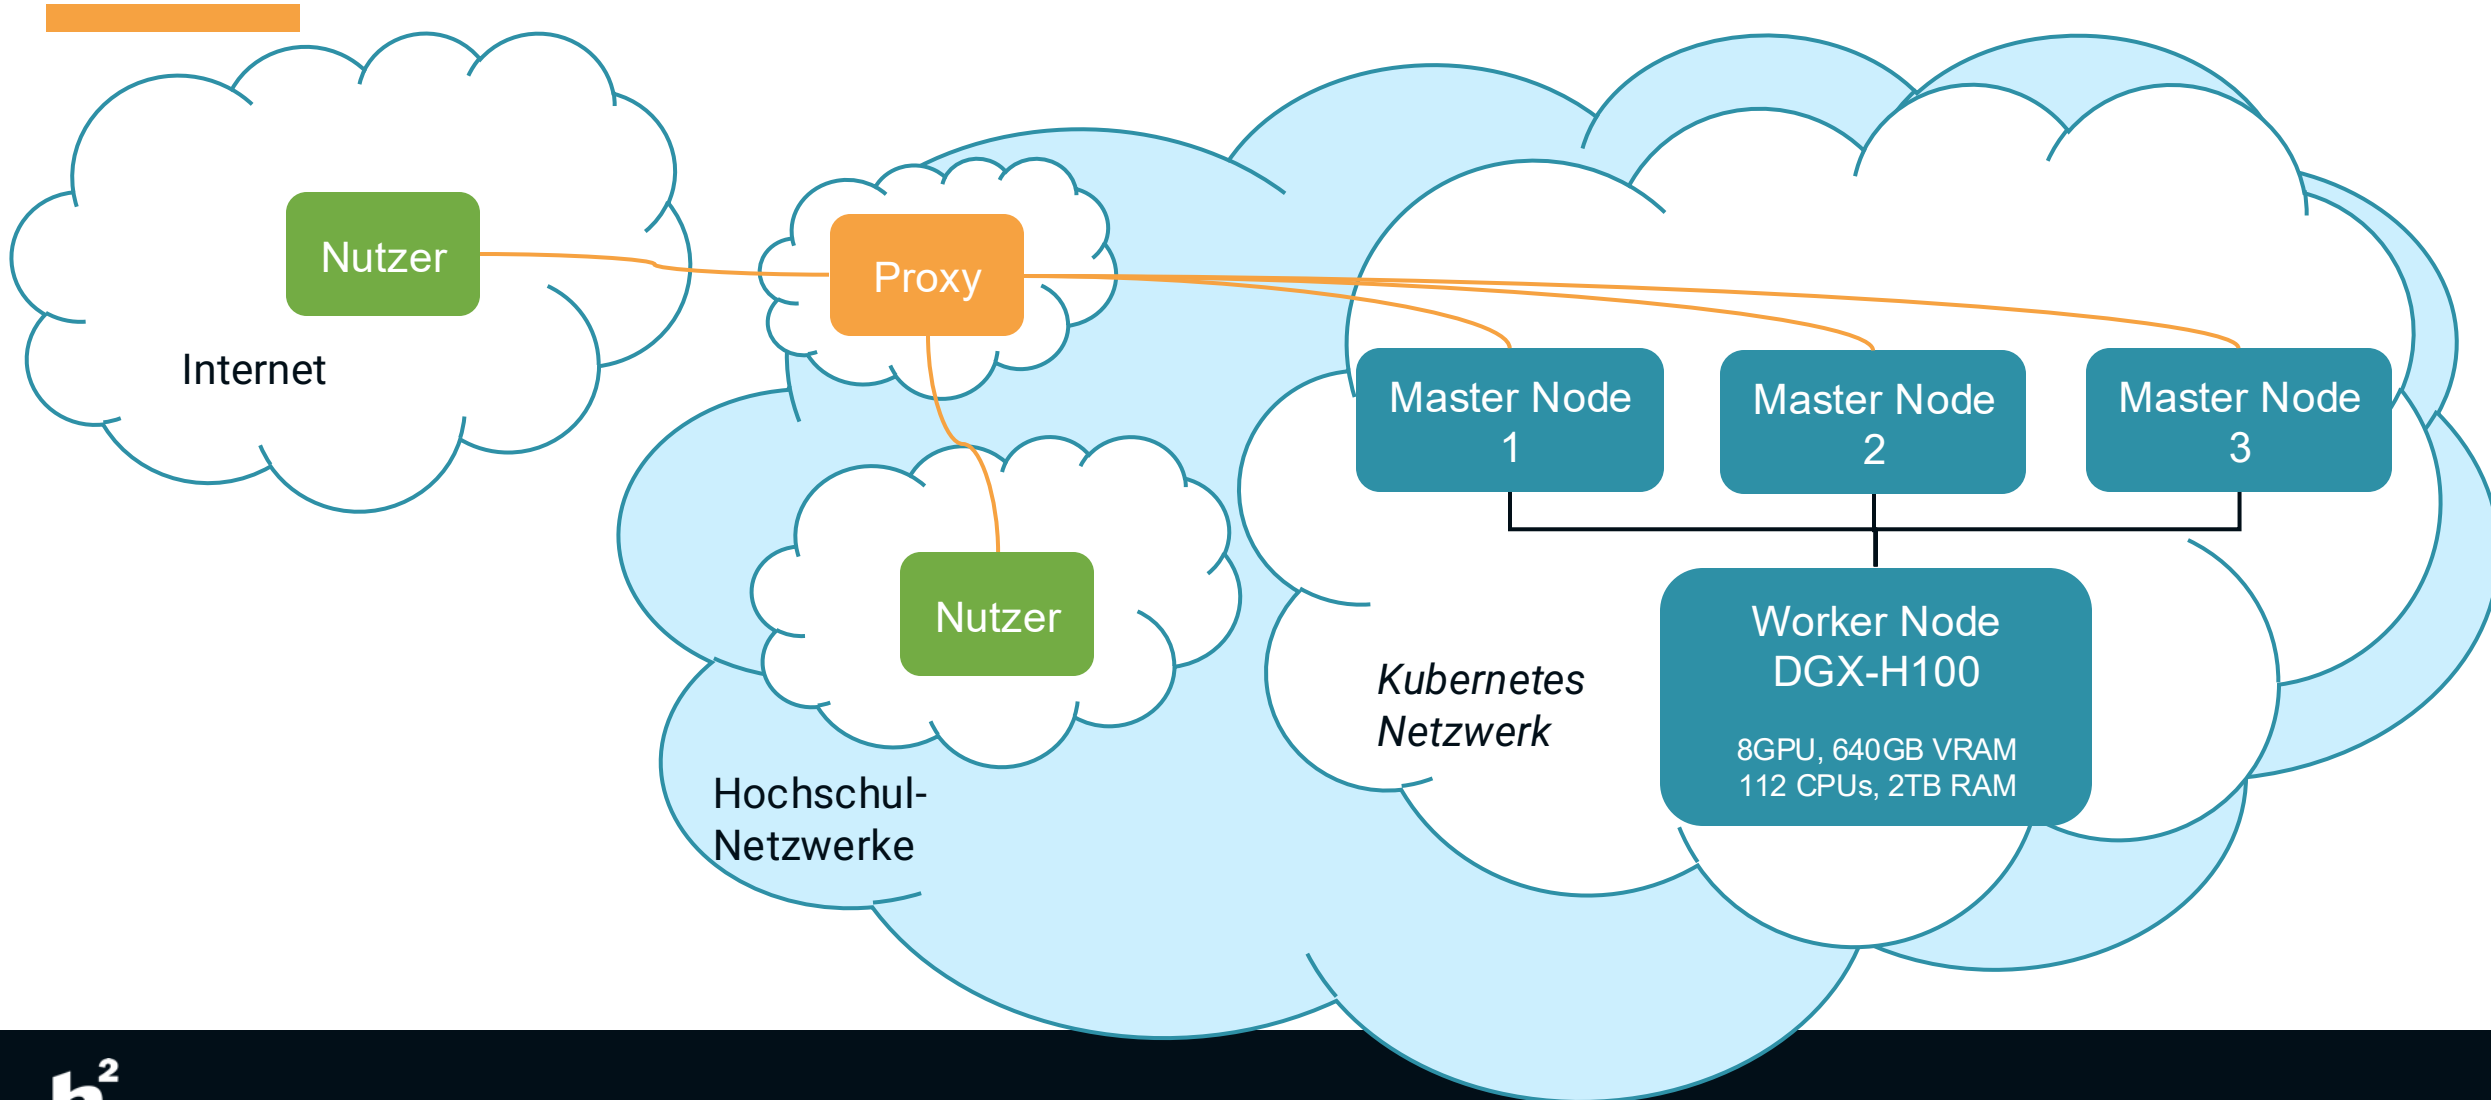 Nutzer
Internet
Proxy
Nutzer
Hochschul-
Netzwerke
Master Node
1
Master Node
2
Master Node
3
Kubernetes
Netzwerk
Worker Node
DGX-H100
8GPU, 640GB VRAM
112 CPUs, 2TB RAM
h²